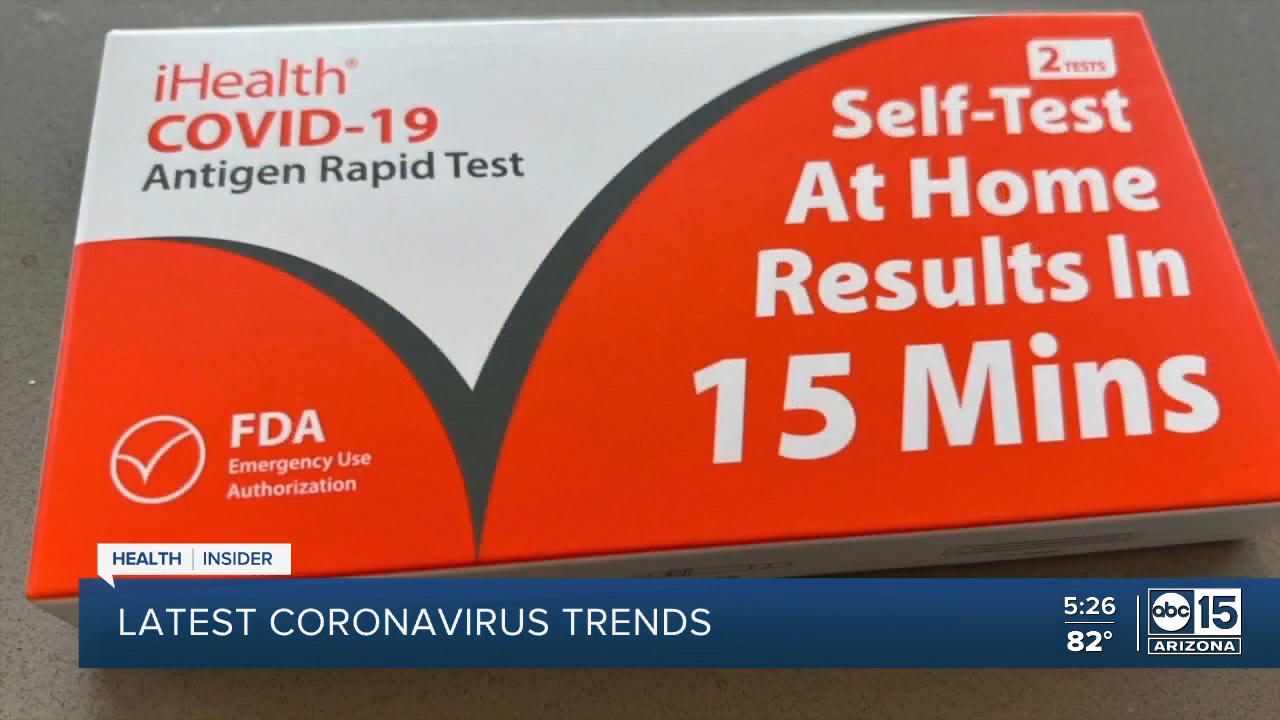 iHealth®
COVID-19
Antigen Rapid Test
2 TESTS
Self-Test
At Home
Results In
15 Mins
FDA
Emergency Use
Authorization
HEALTH | INSIDER
LATEST CORONAVIRUS TRENDS
5:26
82°
abc 15
ARIZONA